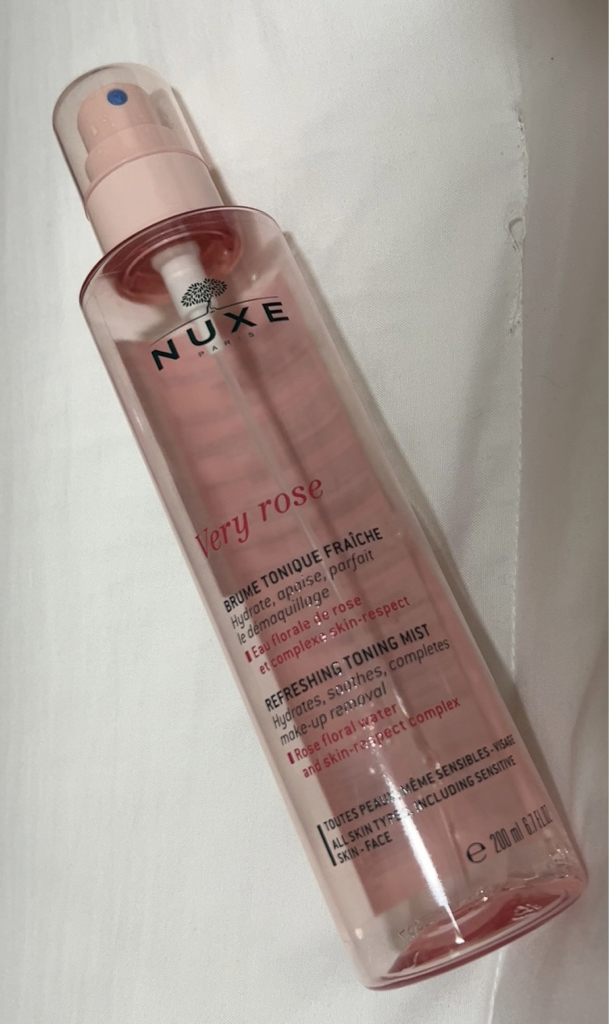 NUXE
PARIS
Very rose
BRUME TONIQUE FRAÎCHE
Hydrate, apaise, parfait
le démaquillage
Eau florale de rose
et complexe skin-respect
REFRESHING TONING MIST
Hydrates, soothes, completes
make-up removal
Rose floral water
and skin-respect complex
TOUTES PEAUX, MÊME SENSIBLES - VISAGE
ALL SKIN TYPES, INCLUDING SENSITIVE
SKIN - FACE
e 200 ml 6.7 FL.OZ.